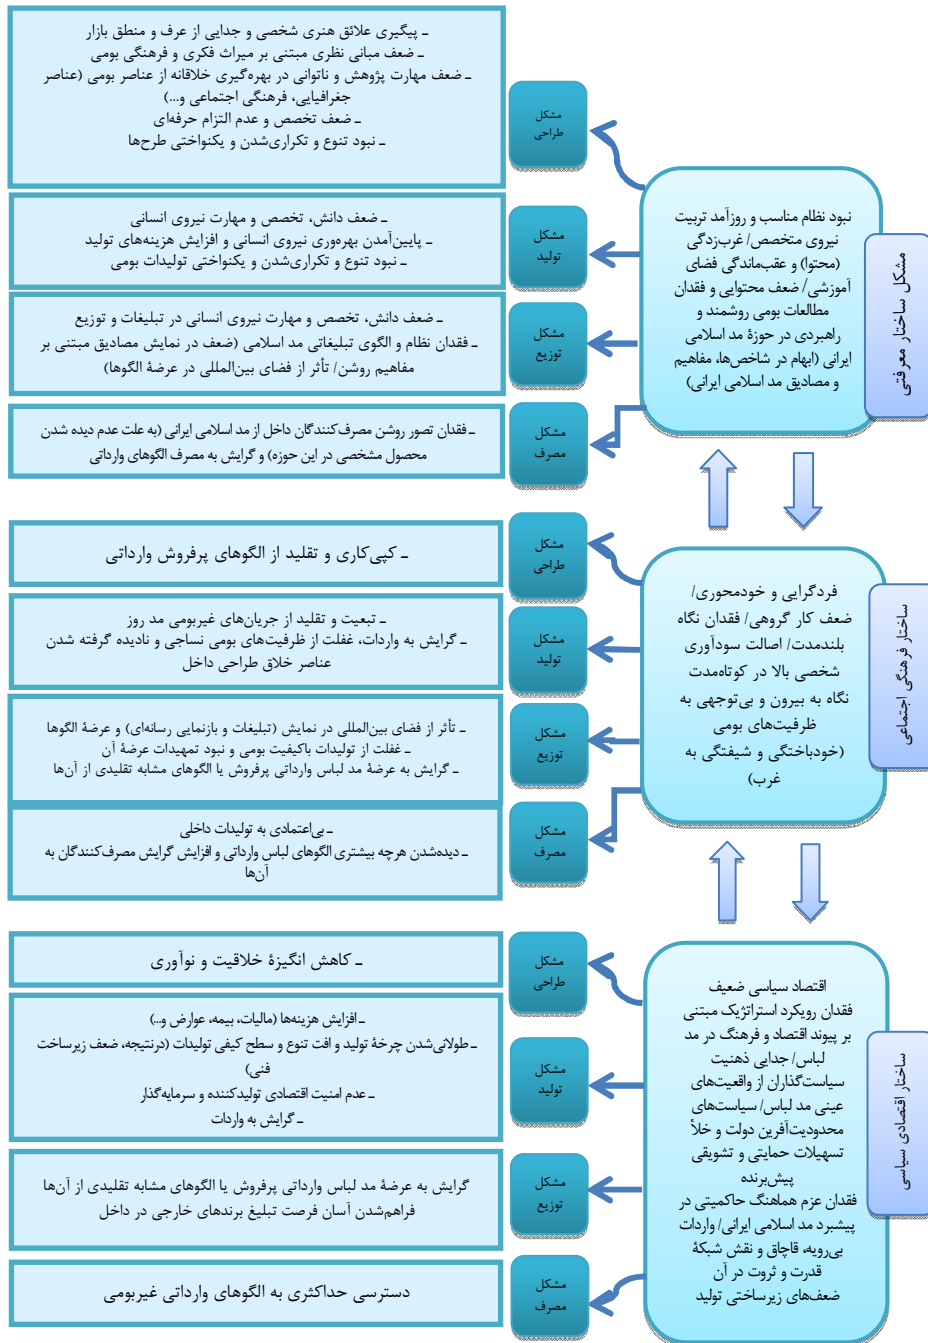 مشکل ساختار معرفتی
نبود نظام مناسب و روزآمد تربیت
نیروی متخصص/ غرب‌زدگی
(محتوا) و عقب‌ماندگی فضای
آموزشی/ ضعف محتوایی و فقدان
مطالعات بومی روشمند و
راهبردی در حوزهٔ مد اسلامی
ایرانی (ابهام در شاخص‌ها، مفاهیم
و مصادیق مد اسلامی ایرانی)
مشکل
طراحی
ـ پیگیری علائق هنری شخصی و جدایی از عرف و منطق بازار
ـ ضعف مبانی نظری مبتنی بر میراث فکری و فرهنگی بومی
ـ ضعف مهارت پژوهش و ناتوانی در بهره‌گیری خلاقانه از عناصر بومی (عناصر
جغرافیایی، فرهنگی اجتماعی و...)
ـ ضعف تخصص و عدم التزام حرفه‌ای
ـ نبود تنوع و تکراری‌شدن و یکنواختی طرح‌ها
مشکل
تولید
ـ ضعف دانش، تخصص و مهارت نیروی انسانی
ـ پایین‌آمدن بهره‌وری نیروی انسانی و افزایش هزینه‌های تولید
ـ نبود تنوع و تکراری‌شدن و یکنواختی تولیدات بومی
مشکل
توزیع
ـ ضعف دانش، تخصص و مهارت نیروی انسانی در تبلیغات و توزیع
ـ فقدان نظام و الگوی تبلیغاتی مد اسلامی (ضعف در نمایش مصادیق مبتنی بر
مفاهیم روشن/ تأثر از فضای بین‌المللی در عرضهٔ الگوها)
مشکل
مصرف
ـ فقدان تصور روشن مصرف‌کنندگان داخل از مد اسلامی ایرانی (به علت عدم دیده شدن
محصول مشخصی در این حوزه) و گرایش به مصرف الگوهای وارداتی
ساختار فرهنگی اجتماعی
فردگرایی و خودمحوری/
ضعف کار گروهی/ فقدان نگاه
بلندمدت/ اصالت سودآوری
شخصی بالا در کوتاه‌مدت
نگاه به بیرون و بی‌توجهی به
ظرفیت‌های بومی
(خودباختگی و شیفتگی به
غرب)
مشکل
طراحی
ـ کپی‌کاری و تقلید از الگوهای پرفروش وارداتی
مشکل
تولید
ـ تبعیت و تقلید از جریان‌های غیربومی مد روز
ـ گرایش به واردات، غفلت از ظرفیت‌های بومی نساجی و نادیده گرفته شدن
عناصر خلاق طراحی داخل
مشکل
توزیع
ـ تأثر از فضای بین‌المللی در نمایش (تبلیغات و بازنمایی رسانه‌ای) و عرضهٔ الگوها
ـ غفلت از تولیدات باکیفیت بومی و نبود تمهیدات عرضهٔ آن
ـ گرایش به عرضهٔ مد لباس وارداتی پرفروش یا الگوهای مشابه تقلیدی از آن‌ها
مشکل
مصرف
ـ بی‌اعتمادی به تولیدات داخلی
ـ دیده‌شدن هرچه بیشتری الگوهای لباس وارداتی و افزایش گرایش مصرف‌کنندگان به
آن‌ها
ساختار اقتصادی سیاسی
اقتصاد سیاسی ضعیف
فقدان رویکرد استراتژیک مبتنی
بر پیوند اقتصاد و فرهنگ در مد
لباس/ جدایی ذهنیت
سیاست‌گذاران از واقعیت‌های
عینی مد لباس/ سیاست‌های
محدودیت‌آفرین دولت و خلأ
تسهیلات حمایتی و تشویقی
پیش‌برنده
فقدان عزم هماهنگ حاکمیتی در
پیشبرد مد اسلامی ایرانی/ واردات
بی‌رویه، قاچاق و نقش شبکهٔ
قدرت و ثروت در آن
ضعف‌های زیرساختی تولید
مشکل
طراحی
ـ کاهش انگیزهٔ خلاقیت و نوآوری
مشکل
تولید
ـ افزایش هزینه‌ها (مالیات، بیمه، عوارض و...)
ـ طولانی‌شدن چرخهٔ تولید و افت تنوع و سطح کیفی تولیدات (درنتیجه، ضعف زیرساخت
فنی)
ـ عدم امنیت اقتصادی تولیدکننده و سرمایه‌گذار
ـ گرایش به واردات
مشکل
توزیع
گرایش به عرضهٔ مد لباس وارداتی پرفروش یا الگوهای مشابه تقلیدی از آن‌ها
فراهم‌شدن آسان فرصت تبلیغ برندهای خارجی در داخل
مشکل
مصرف
دسترسی حداکثری به الگوهای وارداتی غیربومی